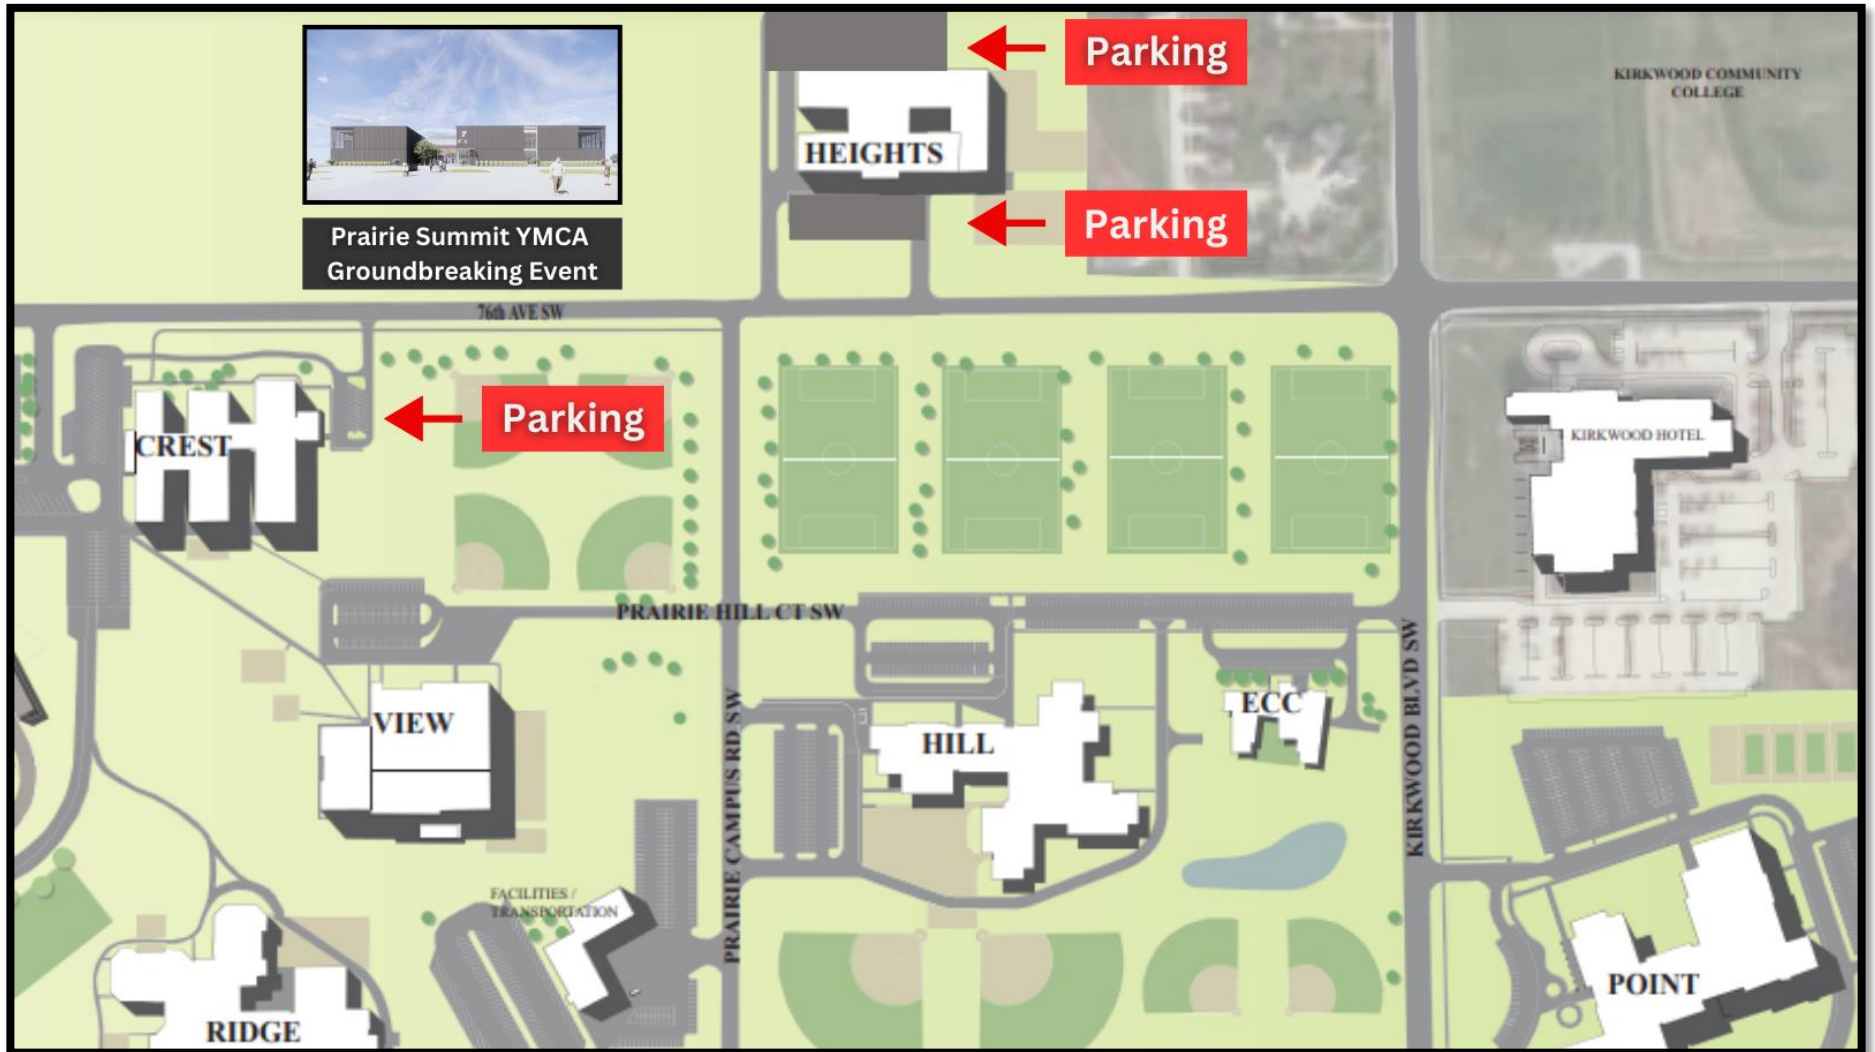 Parking
KIRKWOOD COMMUNITY
COLLEGE
HEIGHTS
Parking
Prairie Summit YMCA
Groundbreaking Event
76th AVE SW
Parking
CREST
KIRKWOOD HOTEL
PRAIRIE HILL CT SW
VIEW
HILL
ECC
PRAIRIE CAMPUS RD SW
KIRKWOOD BLVD SW
FACILITIES /
TRANSPORTATION
POINT
RIDGE